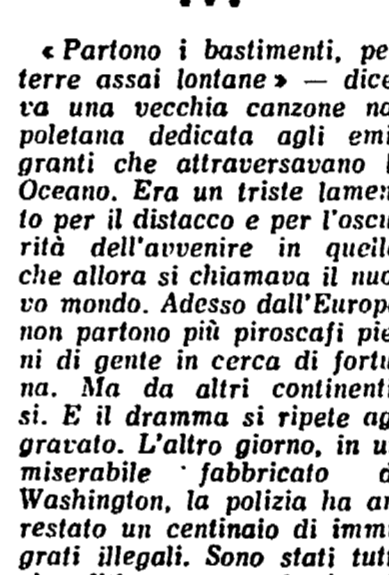 « Partono i bastimenti, pe
terre assai lontane » — dice
va una vecchia canzone na
poletana dedicata agli emi
granti che attraversavano l
Oceano. Era un triste lamen
to per il distacco e per l'oscu
rità dell'avvenire in quell
che allora si chiamava il nuo
vo mondo. Adesso dall'Europ
non partono più piroscafi pie
ni di gente in cerca di fortu
na. Ma da altri continenti
si. E il dramma si ripete ag
gravato. L'altro giorno, in u
miserabile fabbricato d
Washington, la polizia ha ar
restato un centinaio di immi
grati illegali. Sono stati tutt